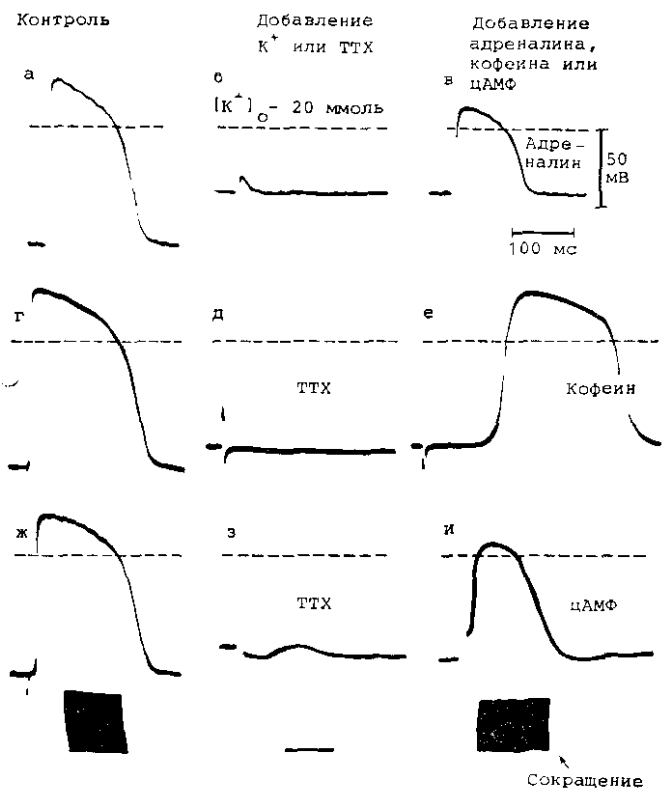 Контроль
Добавление
К⁺ или ТТХ
Добавление
адреналина,
кофеина или
цАМФ
а
б
в
[К⁺]₀- 20 ммоль
Адре-
налин
50
мВ
100 мс
г
д
е
ТТХ
Кофеин
ж
з
и
ТТХ
цАМФ
Сокращение